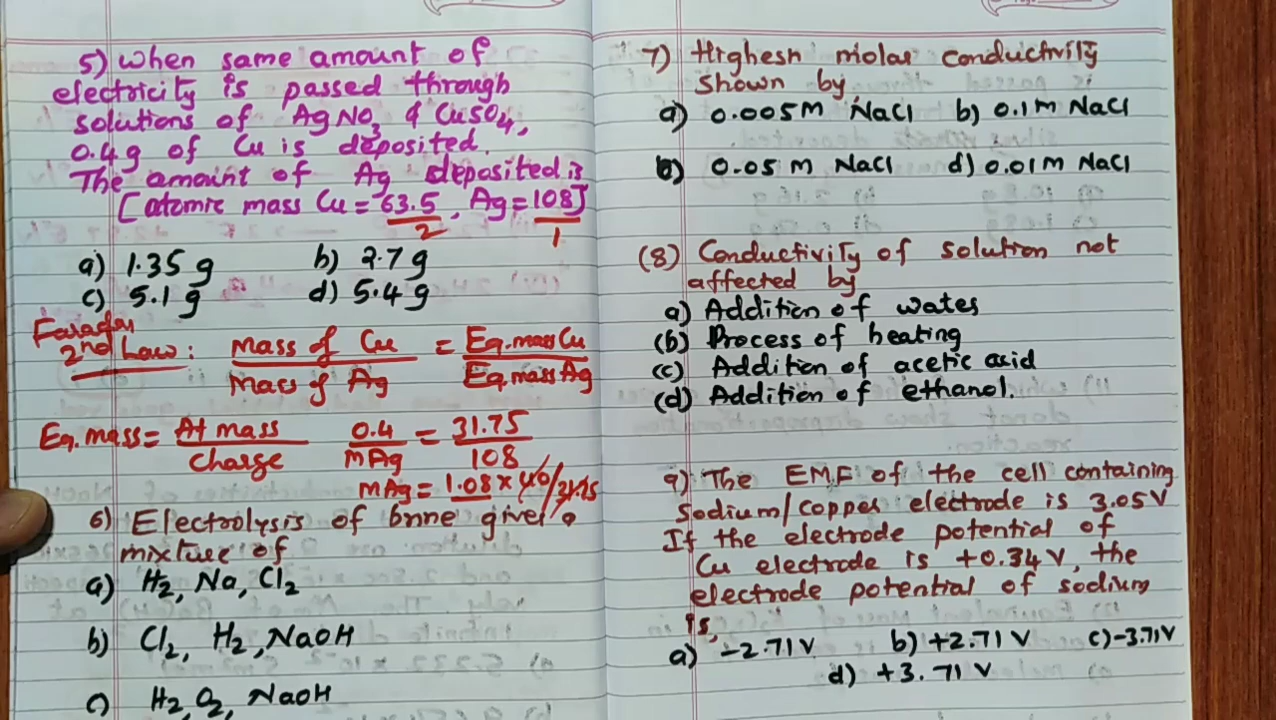 5) When same amount of
electricity is passed through
solutions of AgNO3 & CuSO4,
0.4g of Cu is deposited.
The amount of Ag deposited is
[atomic mass Cu = 63.5, Ag = 108]
2 1
a) 1.35 g b) 2.7 g
c) 5.1 g d) 5.4 g
Faraday
2nd Law: Mass of Cu / Mass of Ag = Eq. mass Cu / Eq mass Ag
Eq. mass = At mass / charge 0.4 / mAg = 31.75 / 108
mAg = 1.08 × 40/31.75
6) Electrolysis of brine gives a
mixture of
a) H2, Na, Cl2
b) Cl2, H2, NaOH
c) H2, O2, NaOH
7) Highesn molar conductivity
shown by,
a) 0.005M NaCl b) 0.1M NaCl
c) 0.05 M NaCl d) 0.01M NaCl
(8) Conductivity of solution not
affected by
a) Addition of water
(b) Process of heating
(c) Addition of acetic acid
(d) Addition of ethanol.
9) The EMF of the cell containing
Sodium/Copper electrode is 3.05V
If the electrode potential of
Cu electrode is +0.34V, the
electrode potential of sodium
is,
a) -2.71V b) +2.71 V c) -3.71V
d) +3.71 V